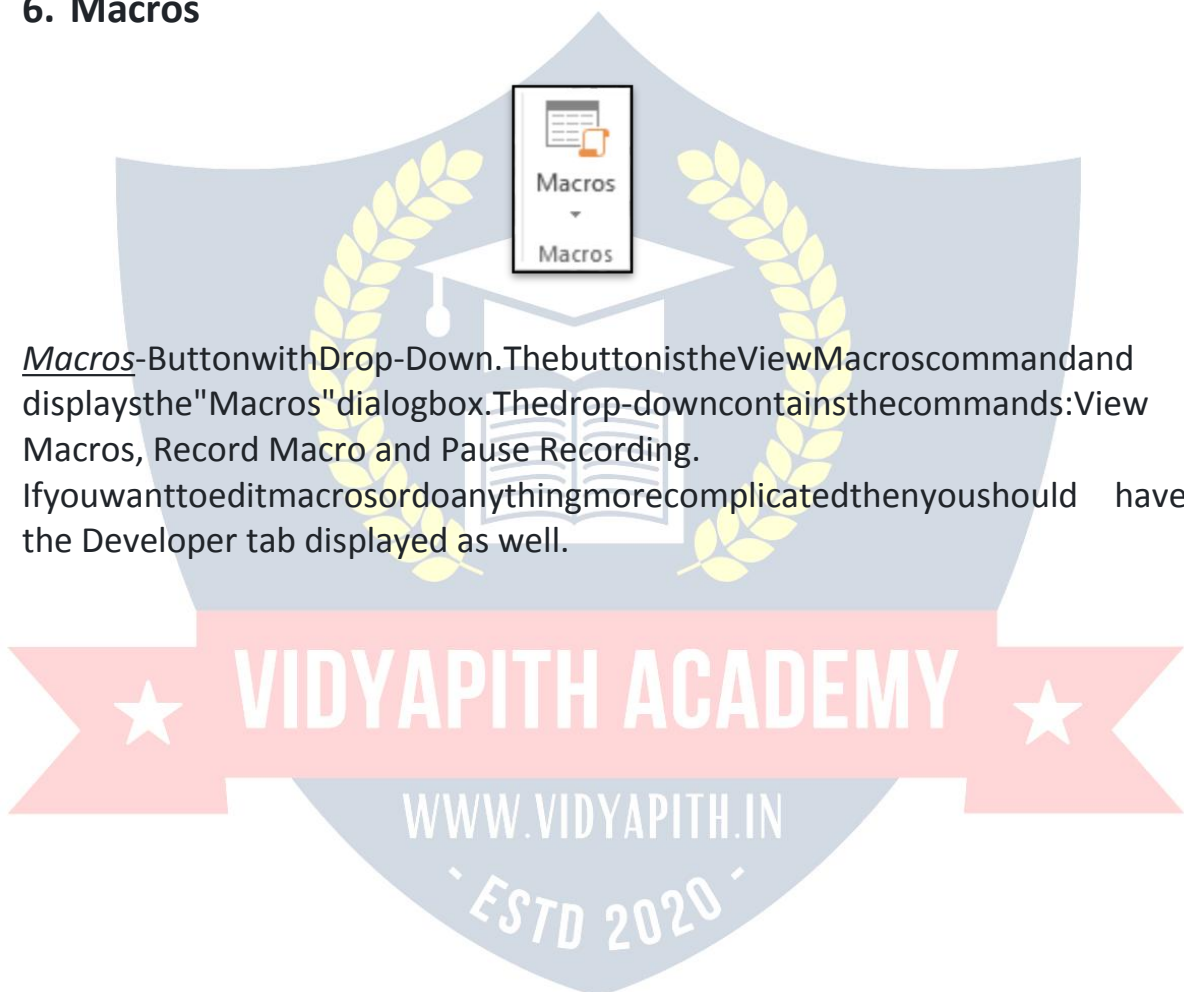 6. Macros
Macros
Macros
Macros-ButtonwithDrop-Down.ThebuttonistheViewMacroscommandand
displaysthe"Macros"dialogbox.Thedrop-downcontainsthecommands:View
Macros, Record Macro and Pause Recording.
Ifyouwanttoeditmacrosordoanythingmorecomplicatedthenyoushould have
the Developer tab displayed as well.
VIDYAPITH ACADEMY
WWW.VIDYAPITH.IN
- ESTD 2020 -